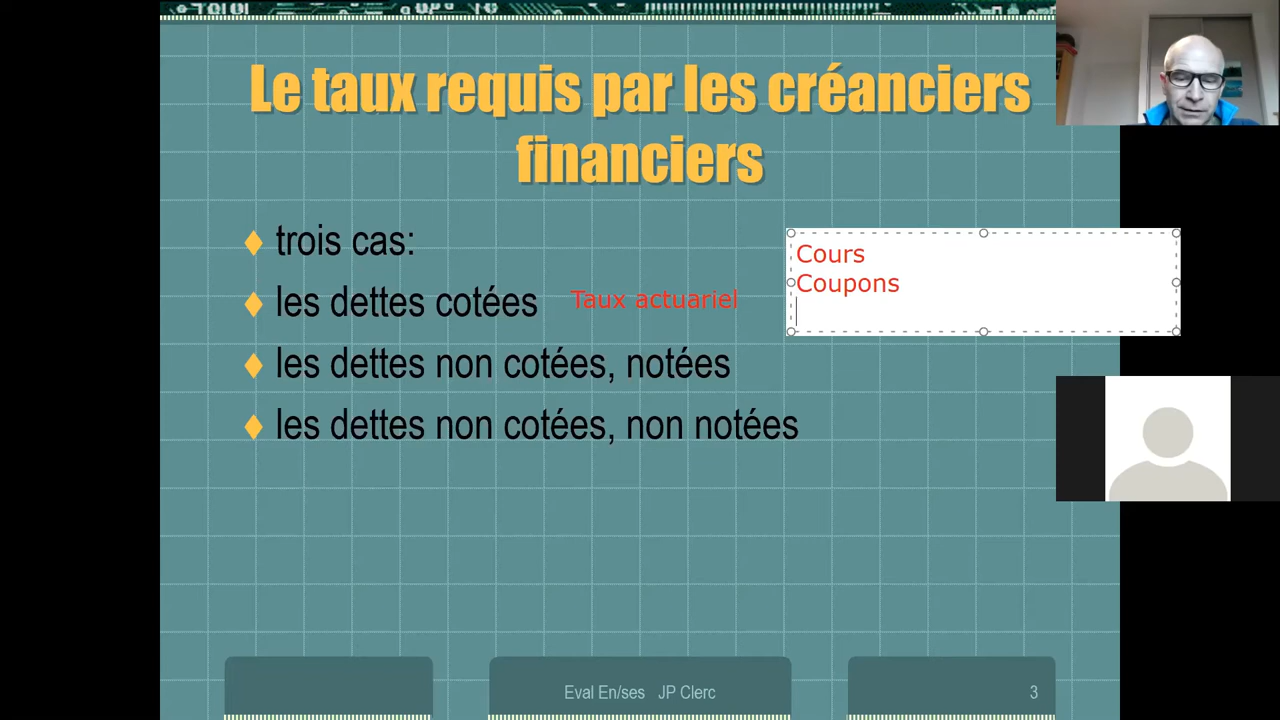 Le taux requis par les créanciers
financiers
trois cas:
les dettes cotées
Taux actuariel
Cours
Coupons
les dettes non cotées, notées
les dettes non cotées, non notées
Eval En/ses JP Clerc
3